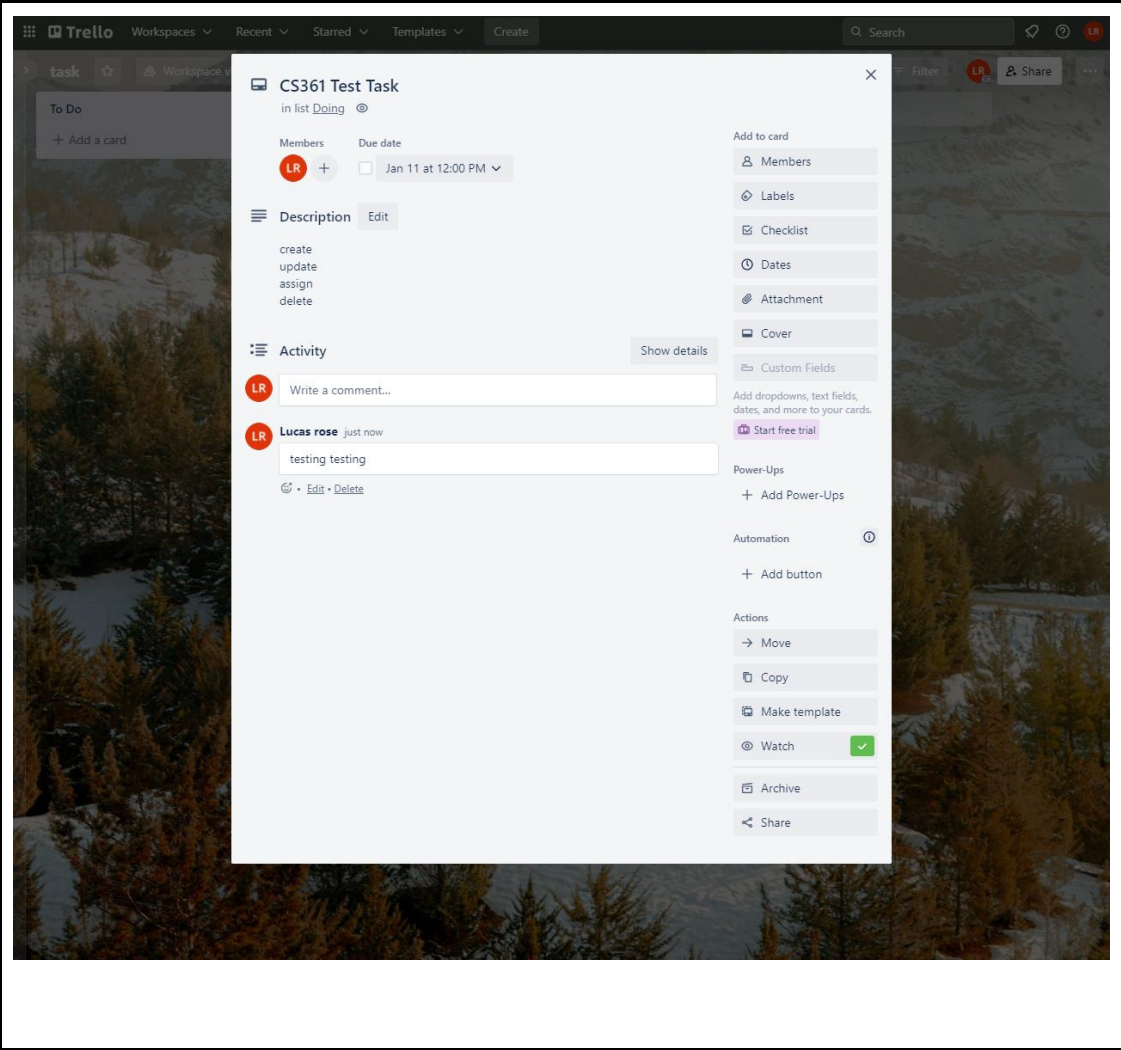 Trello Workspaces Recent Starred Templates Create Search LR
task Workspace v Filter LR Share
To Do
+ Add a card
CS361 Test Task
in list Doing
Members Due date
LR + Jan 11 at 12:00 PM
Description Edit
create
update
assign
delete
Activity Show details
LR Write a comment...
LR Lucas rose just now
testing testing
• Edit • Delete
Add to card
Members
Labels
Checklist
Dates
Attachment
Cover
Custom Fields
Add dropdowns, text fields,
dates, and more to your cards.
Start free trial
Power-Ups
+ Add Power-Ups
Automation
+ Add button
Actions
Move
Copy
Make template
Watch
Archive
Share